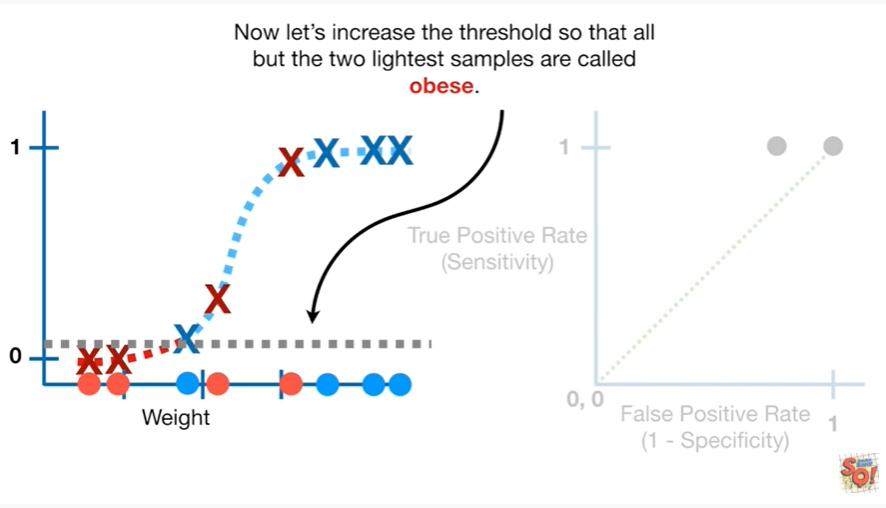 Now let's increase the threshold so that all
but the two lightest samples are called
obese.
1
0
Weight
1
True Positive Rate
(Sensitivity)
0, 0
False Positive Rate
(1 - Specificity)
1
SQ!